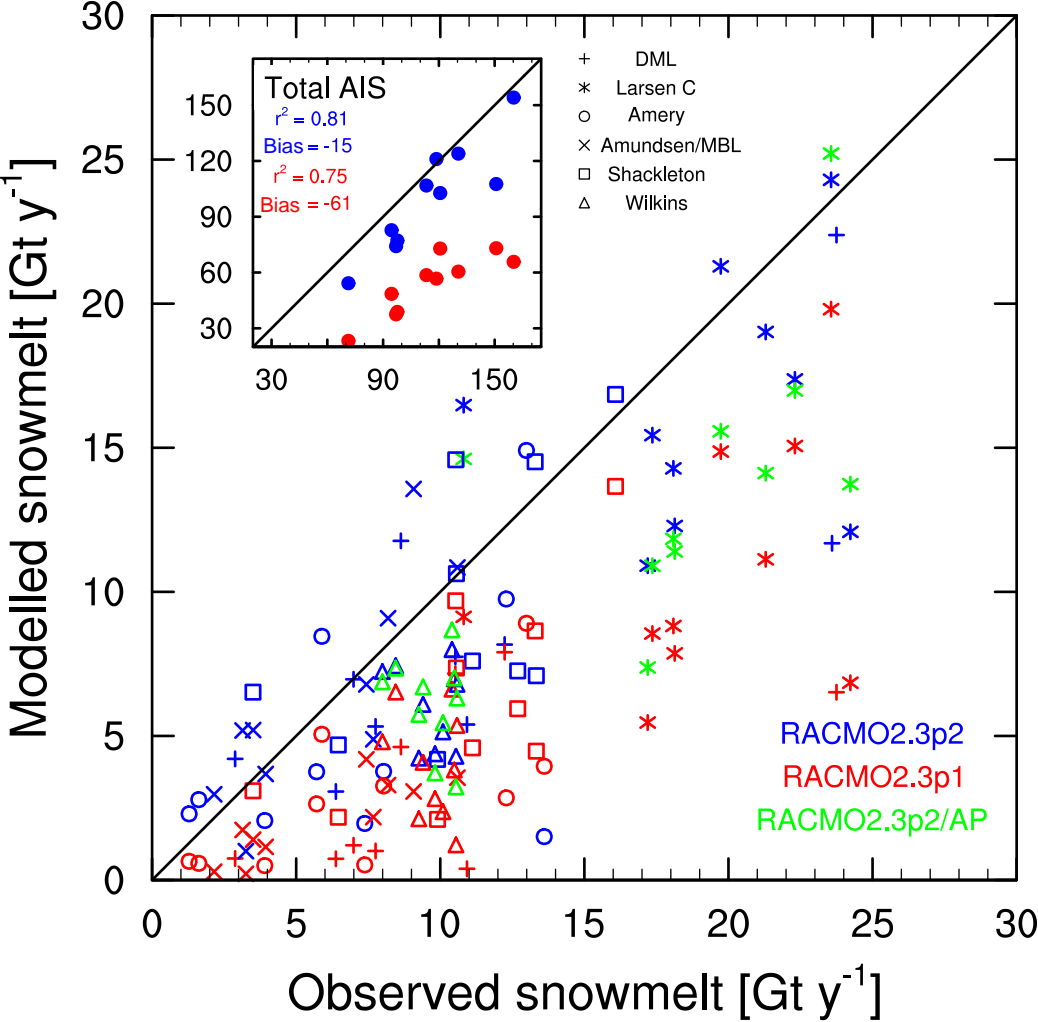 Modelled snowmelt [Gt y⁻¹]
30
25
20
15
10
5
0
Total AIS
r² = 0.81
Bias = -15
r² = 0.75
Bias = -61
150
120
90
60
30
30 90 150
DML
Larsen C
Amery
Amundsen/MBL
Shackleton
Wilkins
RACMO2.3p2
RACMO2.3p1
RACMO2.3p2/AP
0 5 10 15 20 25 30
Observed snowmelt [Gt y⁻¹]